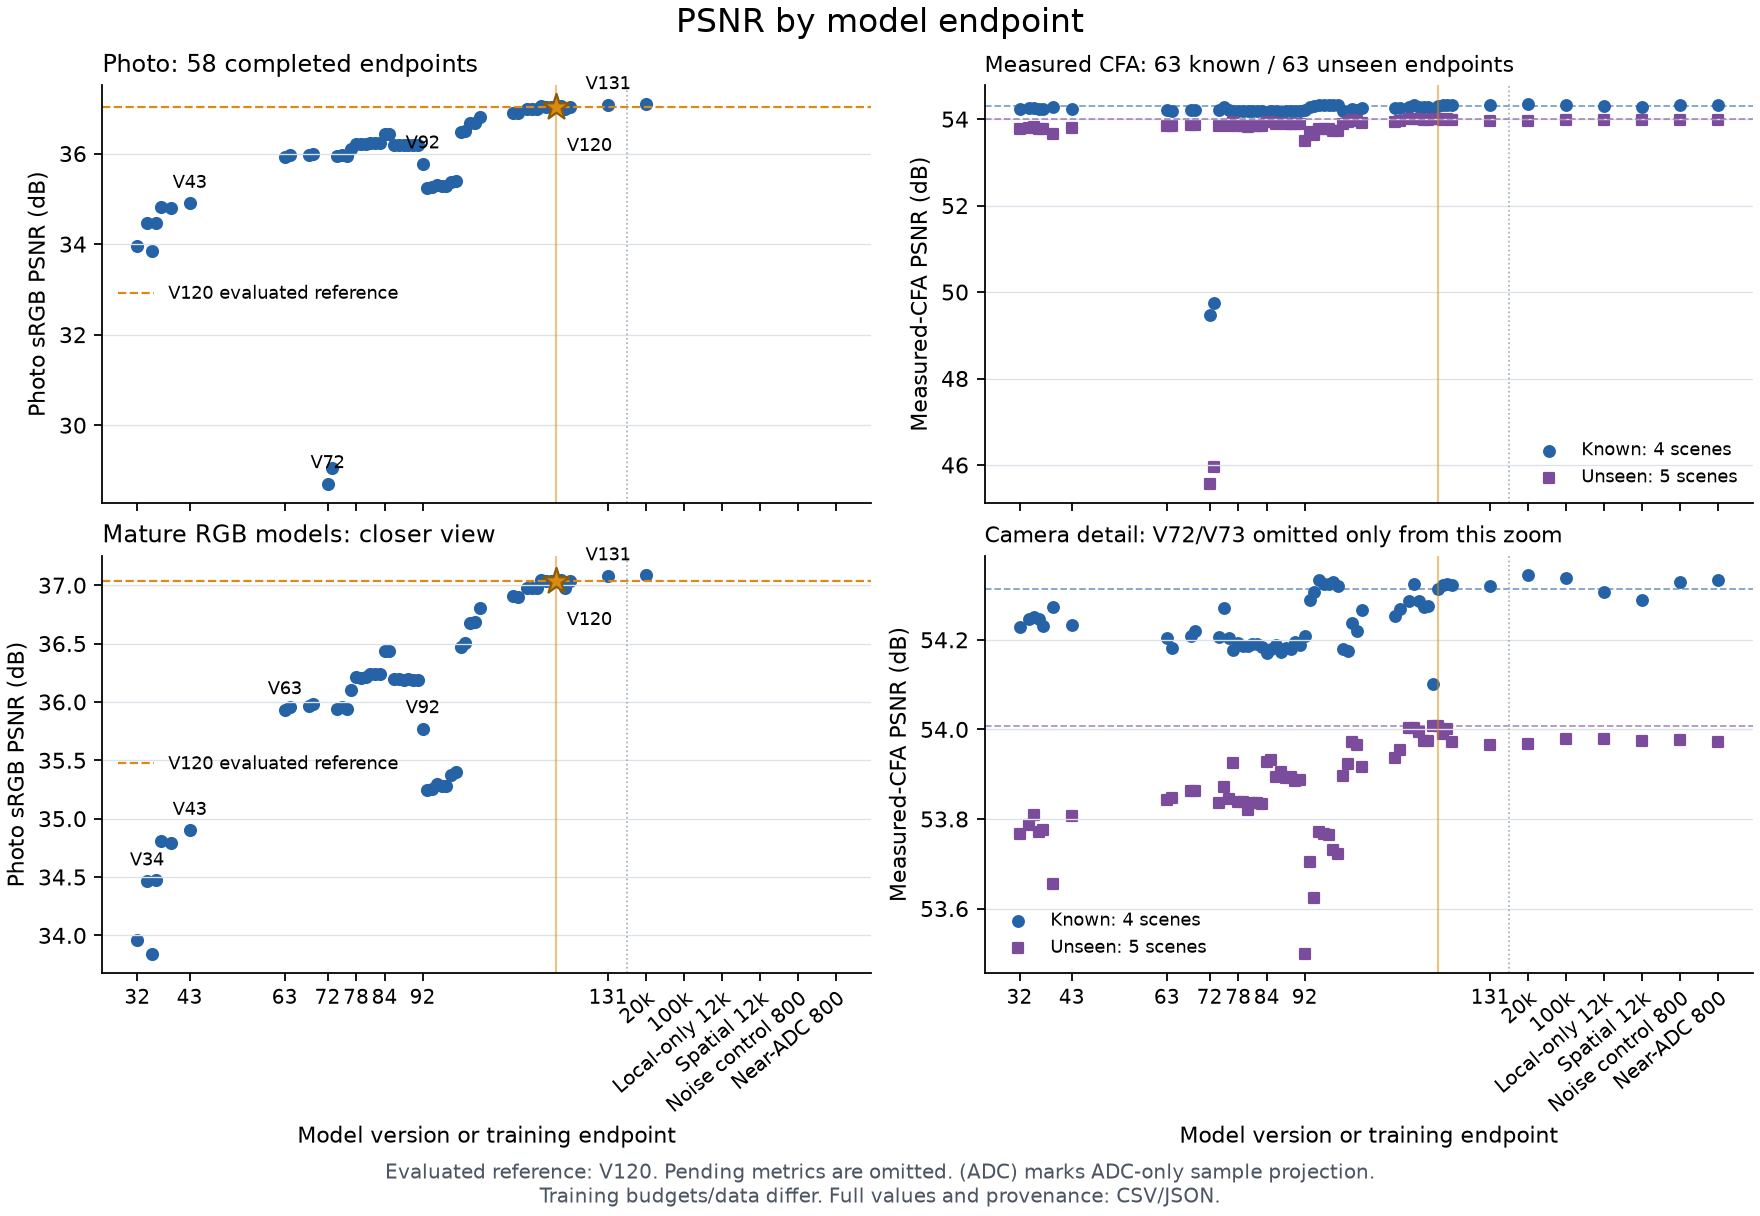 PSNR by model endpoint
Photo: 58 completed endpoints
Photo sRGB PSNR (dB)
36
34
32
30
V43
V72
V92
V131
V120
V120 evaluated reference
Measured CFA: 63 known / 63 unseen endpoints
Measured-CFA PSNR (dB)
54
52
50
48
46
Known: 4 scenes
Unseen: 5 scenes
Mature RGB models: closer view
Photo sRGB PSNR (dB)
37.0
36.5
36.0
35.5
35.0
34.5
34.0
V131
V120
V63
V92
V120 evaluated reference
V43
V34
32 43 63 72 78 84 92 131 20k 100k Local-only 12k Spatial 12k Noise control 800 Near-ADC 800
Model version or training endpoint
Camera detail: V72/V73 omitted only from this zoom
Measured-CFA PSNR (dB)
54.2
54.0
53.8
53.6
Known: 4 scenes
Unseen: 5 scenes
32 43 63 72 78 84 92 131 20k 100k Local-only 12k Spatial 12k Noise control 800 Near-ADC 800
Model version or training endpoint
Evaluated reference: V120. Pending metrics are omitted. (ADC) marks ADC-only sample projection.
Training budgets/data differ. Full values and provenance: CSV/JSON.